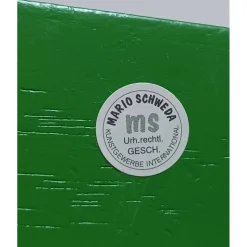 MARIO SCHWEDA
ms
Urh.rechtl.
GESCH.
KUNSTGEWERBE INTERNATIONAL